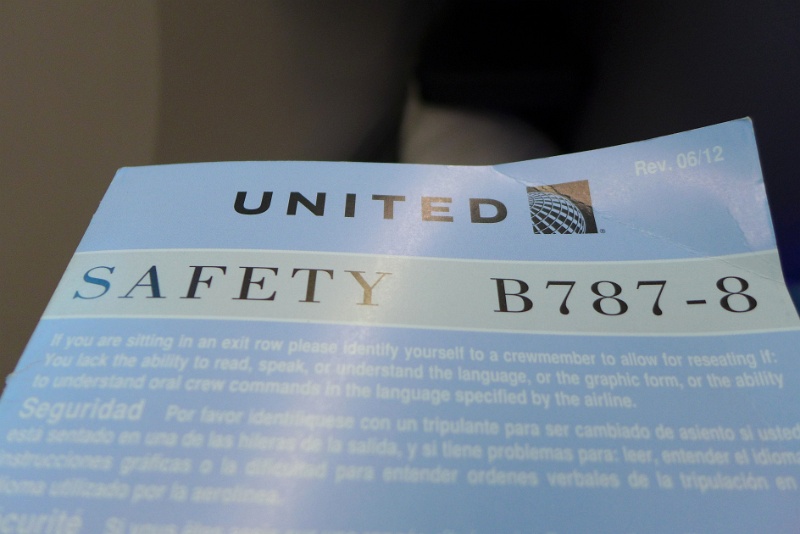 Rev. 06/12
UNITED
SAFETY B787-8
If you are sitting in an exit row please identify yourself to a crewmember to allow for reseating if:
You lack the ability to read, speak, or understand the language, or the graphic form, or the ability
to understand oral crew commands in the language specified by the airline.
Seguridad Por favor identifíquese con un tripulante para ser cambiado de asiento si usted
está sentado en una de las hileras de la salida, y si tiene problemas para: leer, entender el idioma
instrucciones gráficas o la dificultad para entender ordenes verbales de la tripulación en
idioma utilizado por la aerolínea.